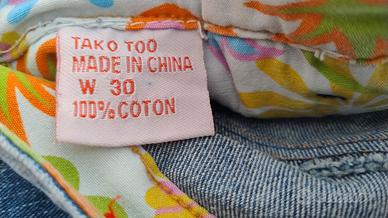 TAKO TOO
MADE IN CHINA
W 30
100% COTON